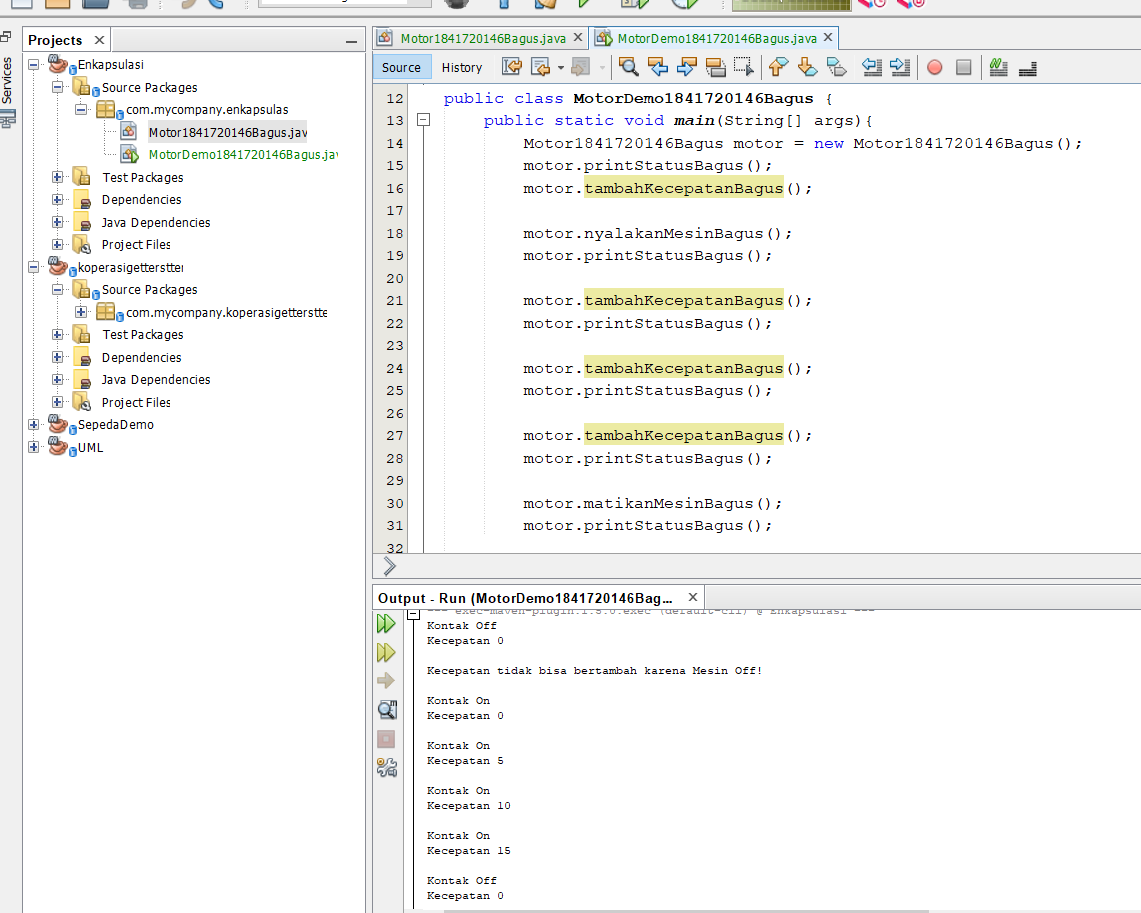 Projects
Services
Enkapsulasi
Source Packages
com.mycompany.enkapsulas
Motor1841720146Bagus.jav
MotorDemo1841720146Bagus.jav
Test Packages
Dependencies
Java Dependencies
Project Files
koperasigetterstter
Source Packages
com.mycompany.koperasigetterstte
Test Packages
Dependencies
Java Dependencies
Project Files
SepedaDemo
UML
Motor1841720146Bagus.java
MotorDemo1841720146Bagus.java
Source History
12 public class MotorDemo1841720146Bagus {
13 public static void main(String[] args){
14 Motor1841720146Bagus motor = new Motor1841720146Bagus();
15 motor.printStatusBagus();
16 motor.tambahKecepatanBagus();
17
18 motor.nyalakanMesinBagus();
19 motor.printStatusBagus();
20
21 motor.tambahKecepatanBagus();
22 motor.printStatusBagus();
23
24 motor.tambahKecepatanBagus();
25 motor.printStatusBagus();
26
27 motor.tambahKecepatanBagus();
28 motor.printStatusBagus();
29
30 motor.matikanMesinBagus();
31 motor.printStatusBagus();
32
Output - Run (MotorDemo1841720146Bag...
--- exec-maven-plugin:1.5.0:exec (default-cli) @ Enkapsulasi ---
Kontak Off
Kecepatan 0
Kecepatan tidak bisa bertambah karena Mesin Off!
Kontak On
Kecepatan 0
Kontak On
Kecepatan 5
Kontak On
Kecepatan 10
Kontak On
Kecepatan 15
Kontak Off
Kecepatan 0